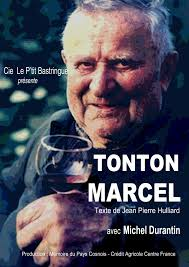 Cie Le P'tit Bastringue
présente
TONTON
MARCEL
Texte de Jean Pierre Hulliard
avec Michel Durantin
Production : Mémoire du Pays Cosnois - Crédit Agricole Centre France